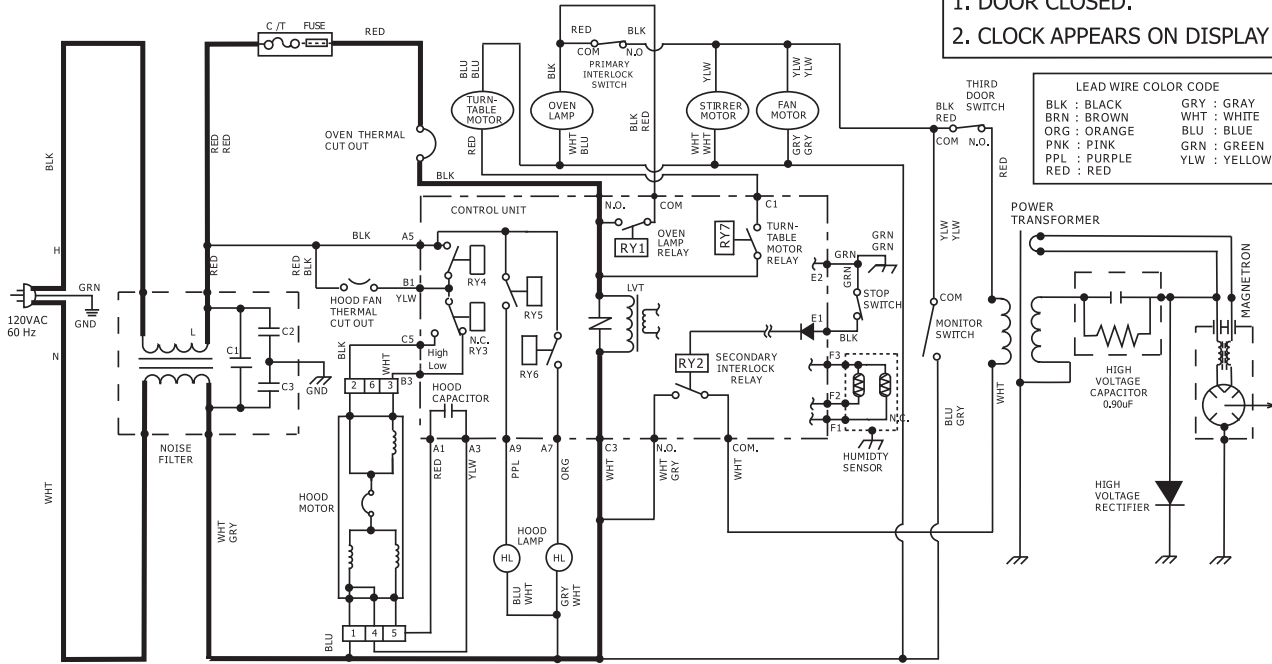 1. DOOR CLOSED.
2. CLOCK APPEARS ON DISPLAY
LEAD WIRE COLOR CODE
BLK : BLACK
BRN : BROWN
ORG : ORANGE
PNK : PINK
PPL : PURPLE
RED : RED
GRY : GRAY
WHT : WHITE
BLU : BLUE
GRN : GREEN
YLW : YELLOW
C /T
FUSE
RED
OVEN THERMAL
CUT OUT
BLK
RED
RED
BLK
H
N
WHT
GRN
GND
120VAC
60 Hz
NOISE
FILTER
L
C1
C2
C3
GND
RED
WHT
GRY
BLK
RED
BLK
HOOD FAN
THERMAL
CUT OUT
A5
B1
YLW
C5
BLK
WHT
B3
High
Low
N.C.
RY3
RY4
RY5
RY6
CONTROL UNIT
BLU
BLU
TURN-
TABLE
MOTOR
RED
BLK
OVEN
LAMP
WHT
BLU
RED
BLK
COM
N.O
PRIMARY
INTERLOCK
SWITCH
BLK
RED
YLW
STIRRER
MOTOR
WHT
WHT
YLW
YLW
FAN
MOTOR
GRY
GRY
THIRD
DOOR
SWITCH
BLK
RED
COM
N.O.
RED
N.O.
COM
RY1
OVEN
LAMP
RELAY
C1
RY7
TURN-
TABLE
MOTOR
RELAY
GRN
E2
GRN
GRN
GRN
STOP
SWITCH
E1
BLK
LVT
RY2
SECONDARY
INTERLOCK
RELAY
F3
F2
F1
N.C.
HUMIDTY
SENSOR
YLW
YLW
COM
MONITOR
SWITCH
BLU
GRY
WHT
POWER
TRANSFORMER
HIGH
VOLTAGE
CAPACITOR
0.90uF
MAGNETRON
HIGH
VOLTAGE
RECTIFIER
2 6 3
HOOD
CAPACITOR
A1
A3
A9
A7
C3
N.O.
COM.
RED
YLW
PPL
ORG
WHT
WHT
GRY
WHT
HOOD
MOTOR
HOOD
LAMP
HL
HL
BLU
WHT
GRY
WHT
1 4 5
BLU